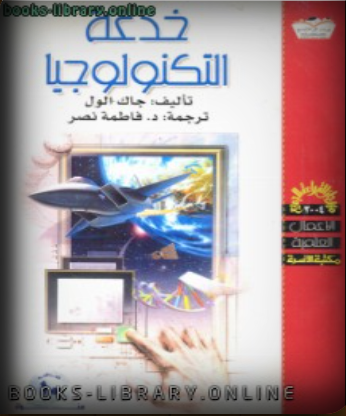 books-library.online
خدعة
التكنولوجيا
تأليف: جاك الول
ترجمة: د. فاطمة نصر
٢٠٠٤
الأعمال
العلمية
مكتبة الأسرة
BOOKS-LIBRARY.ONLINE